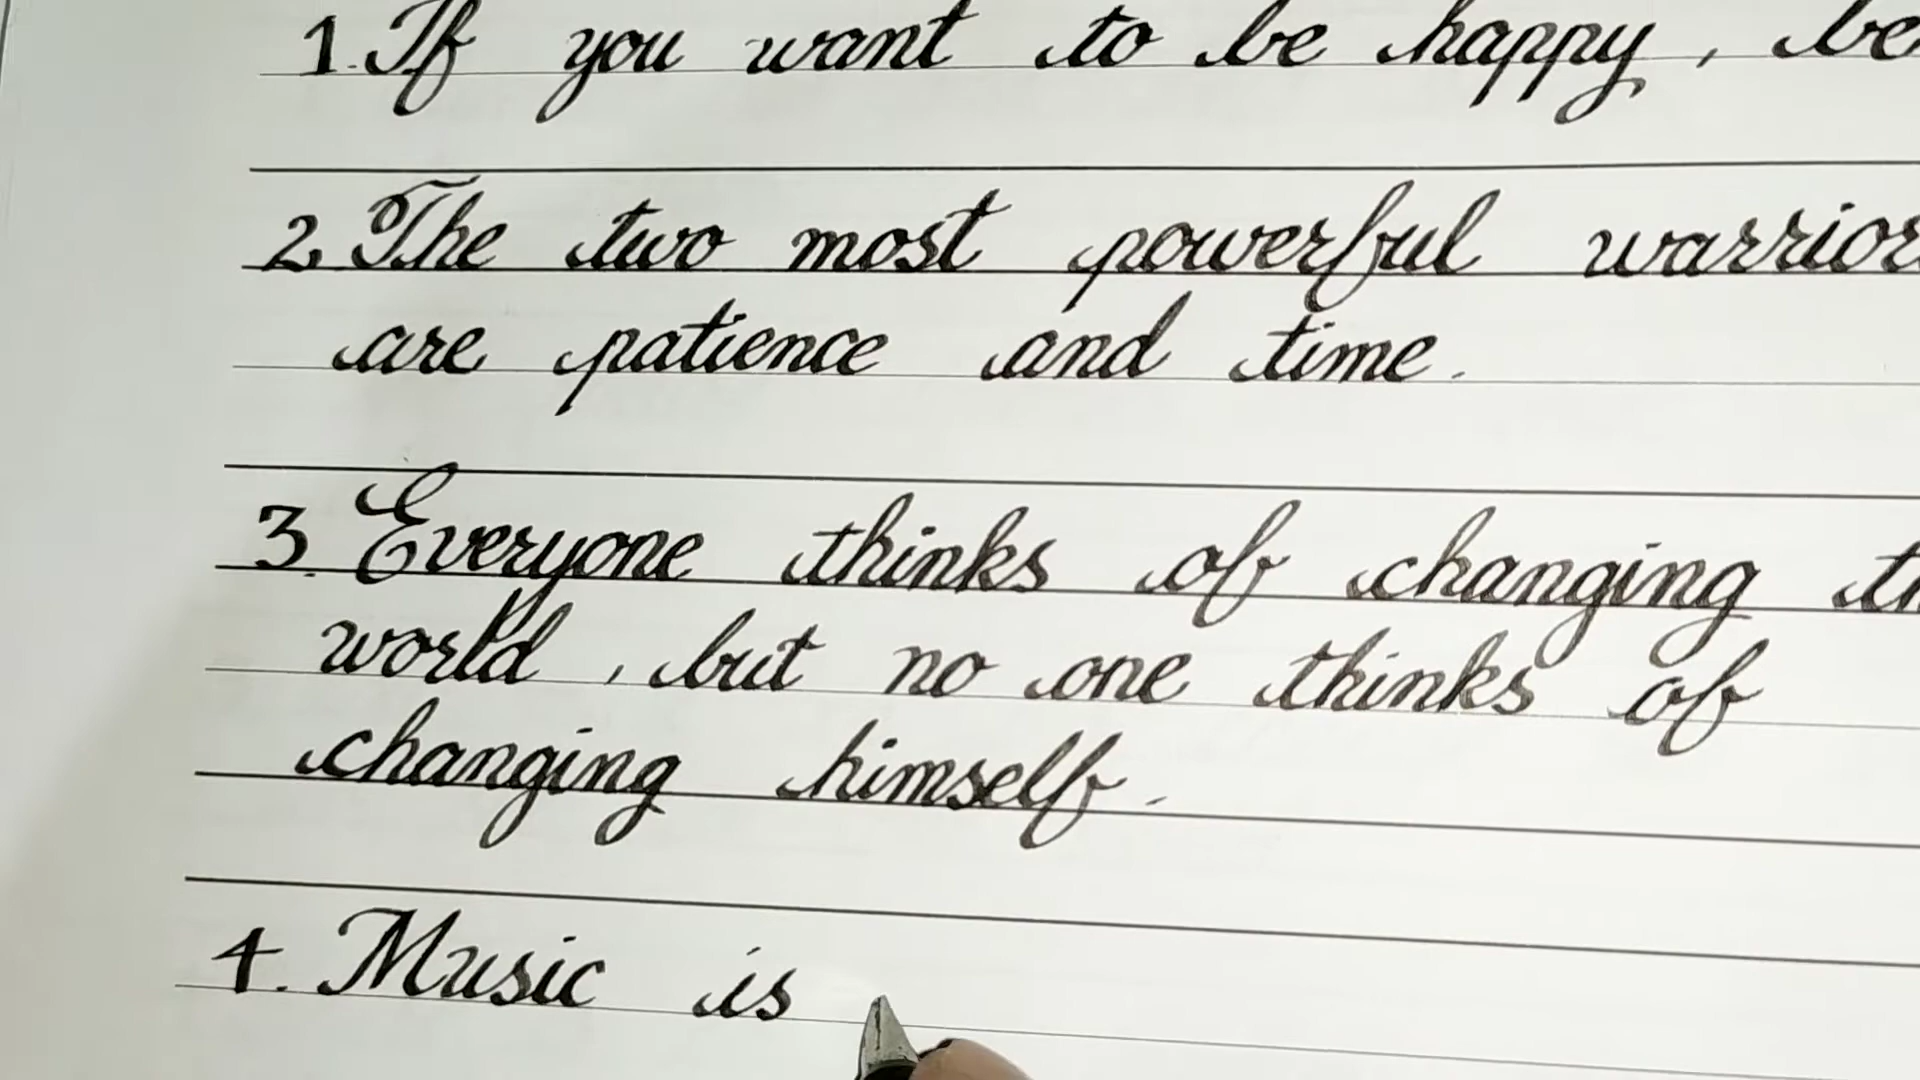 1. If you want to be happy, be
2. The two most powerful warrior
are patience and time.
3. Everyone thinks of changing th
world, but no one thinks of
changing himself.
4. Music is